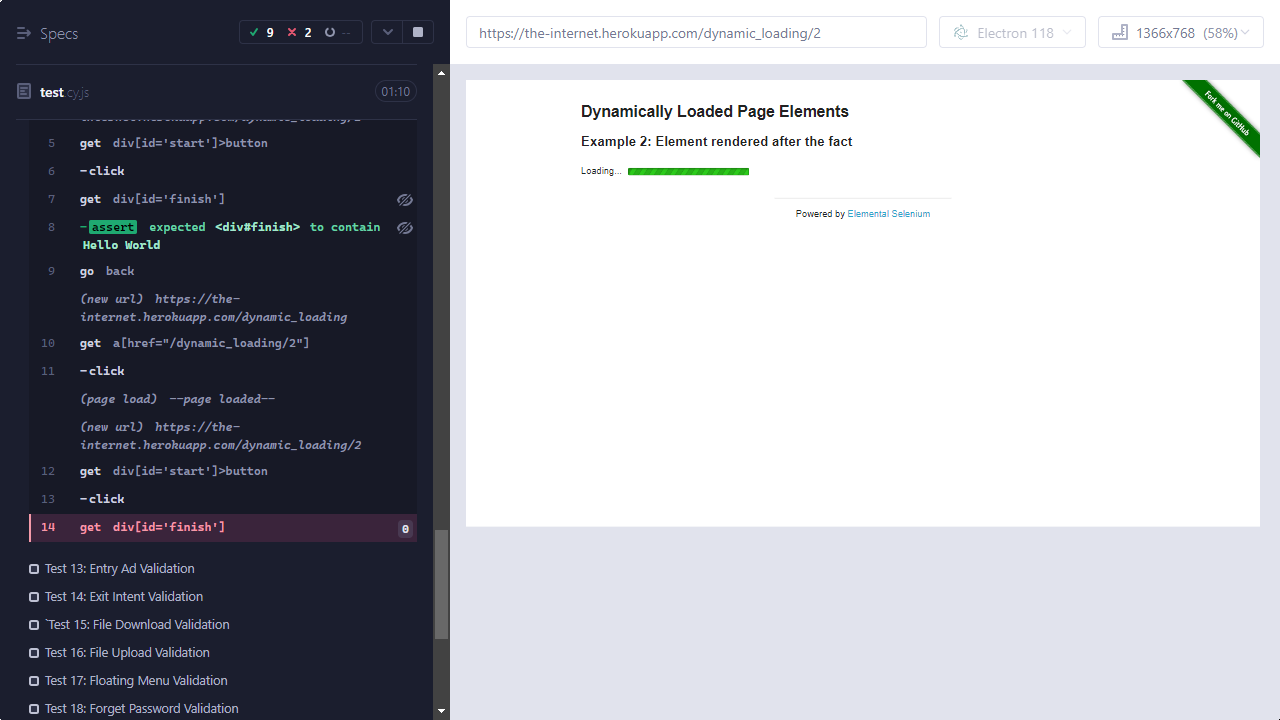 Specs
9
2
--
test.cy.js
01:10
5 get div[id='start']>button
6 -click
7 get div[id='finish']
8 -assert expected <div#finish> to contain
Hello World
9 go back
(new url) https://the-
internet.herokuapp.com/dynamic_loading
10 get a[href="/dynamic_loading/2"]
11 -click
(page load) --page loaded--
(new url) https://the-
internet.herokuapp.com/dynamic_loading/2
12 get div[id='start']>button
13 -click
14 get div[id='finish'] 0
Test 13: Entry Ad Validation
Test 14: Exit Intent Validation
`Test 15: File Download Validation
Test 16: File Upload Validation
Test 17: Floating Menu Validation
Test 18: Forget Password Validation
https://the-internet.herokuapp.com/dynamic_loading/2
Electron 118
1366x768 (58%)
Fork me on GitHub
Dynamically Loaded Page Elements
Example 2: Element rendered after the fact
Loading...
Powered by Elemental Selenium